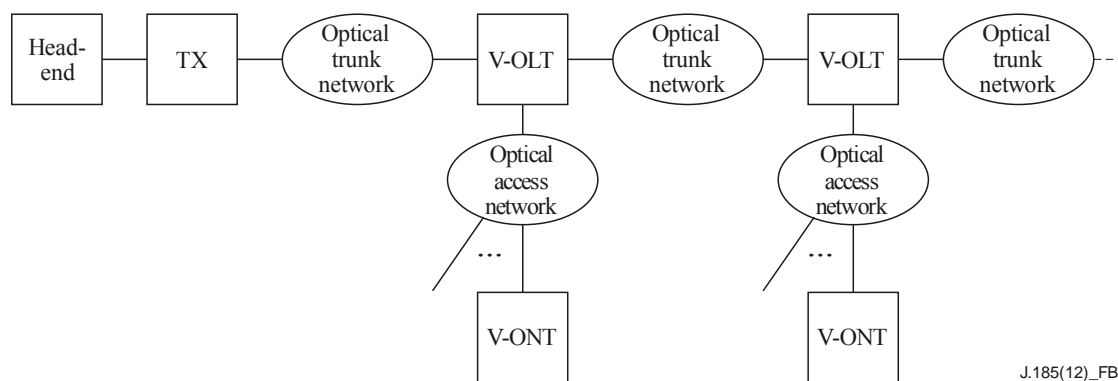 Head-
end
TX
Optical
trunk
network
V-OLT
Optical
trunk
network
V-OLT
Optical
trunk
network
Optical
access
network
Optical
access
network
...
...
V-ONT
V-ONT
J.185(12)_FB